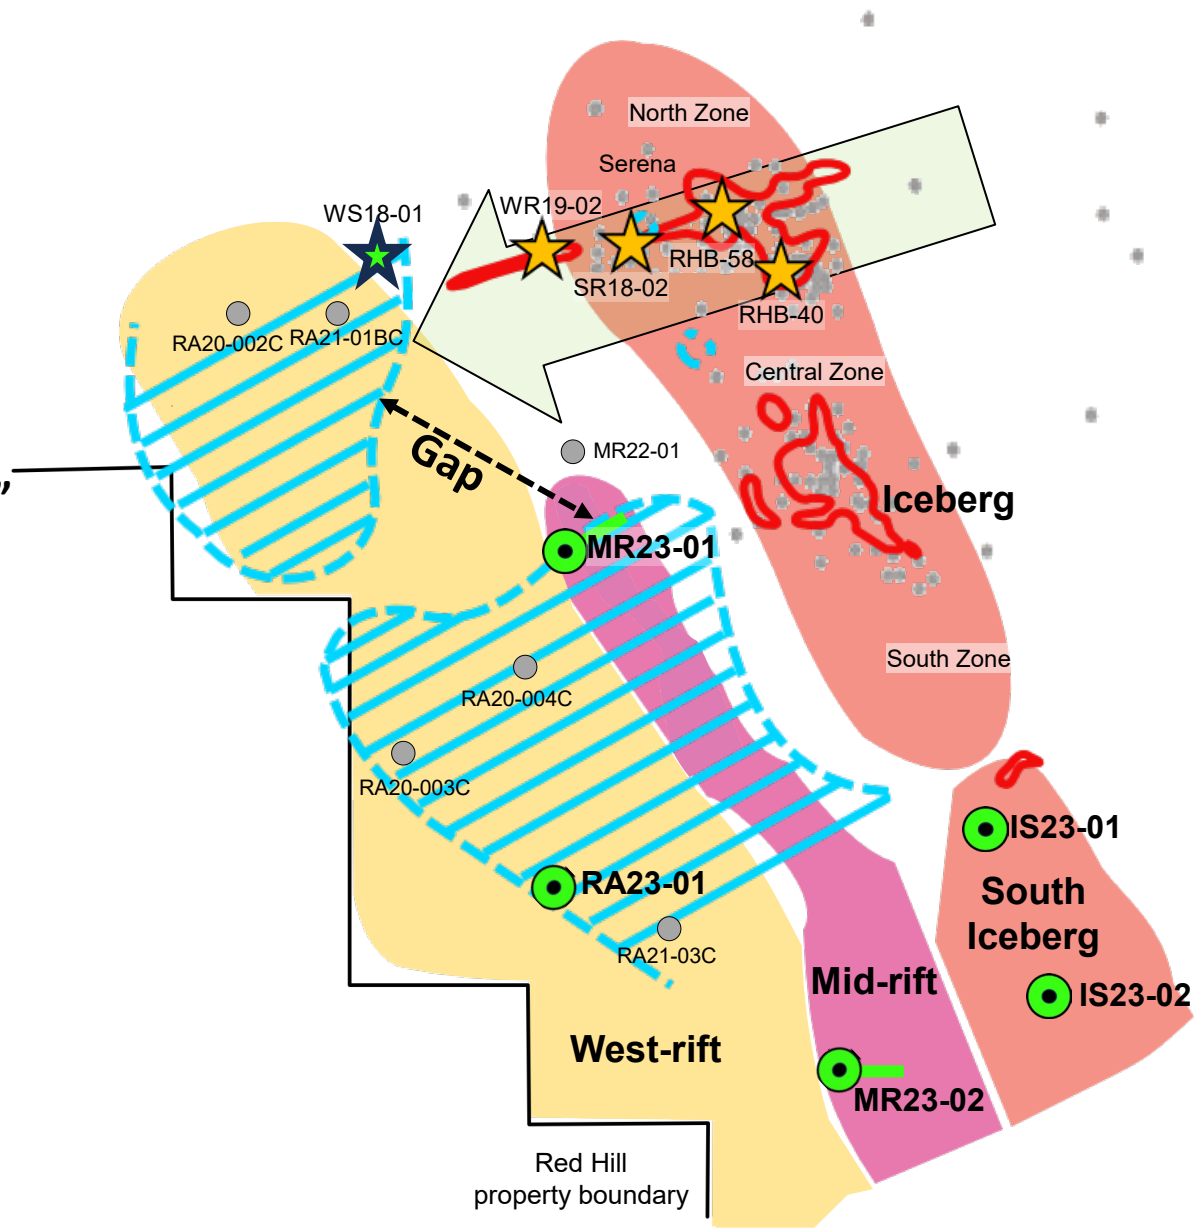 North Zone
Serena
WR19-02
WS18-01
RHB-58
SR18-02
RHB-40
RA20-002C
RA21-01BC
Central Zone
Gap
MR22-01
”
Iceberg
MR23-01
South Zone
RA20-004C
RA20-003C
IS23-01
RA23-01
South
Iceberg
RA21-03C
Mid-rift
IS23-02
West-rift
MR23-02
Red Hill
property boundary